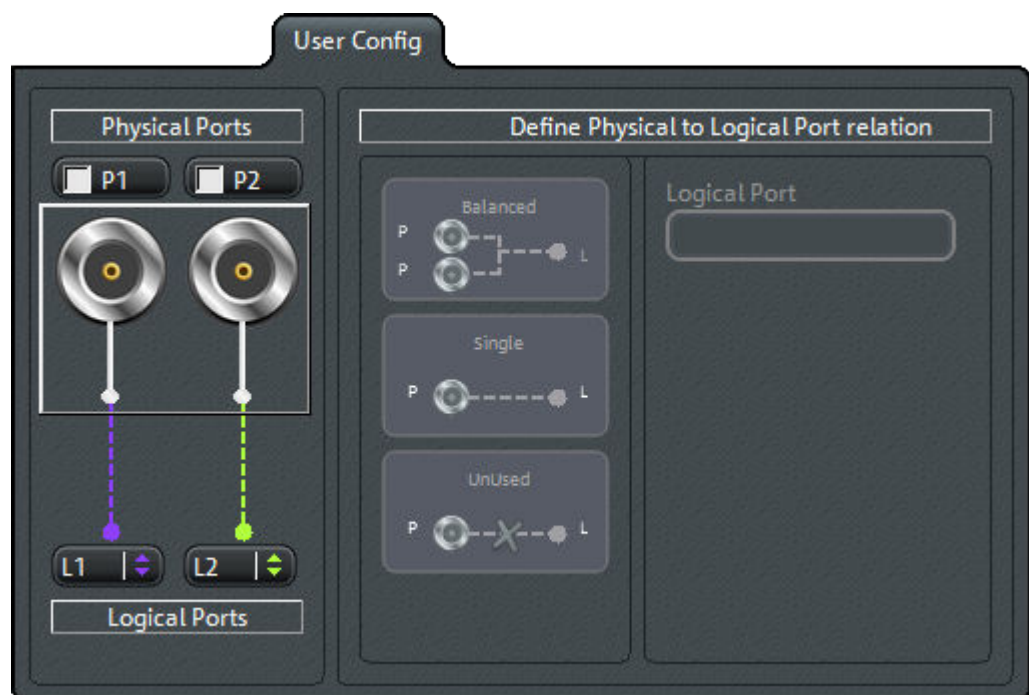 User Config
Physical Ports
P1
P2
L1
L2
Logical Ports
Define Physical to Logical Port relation
Balanced
P
P
L
Single
P
L
UnUsed
P
L
Logical Port